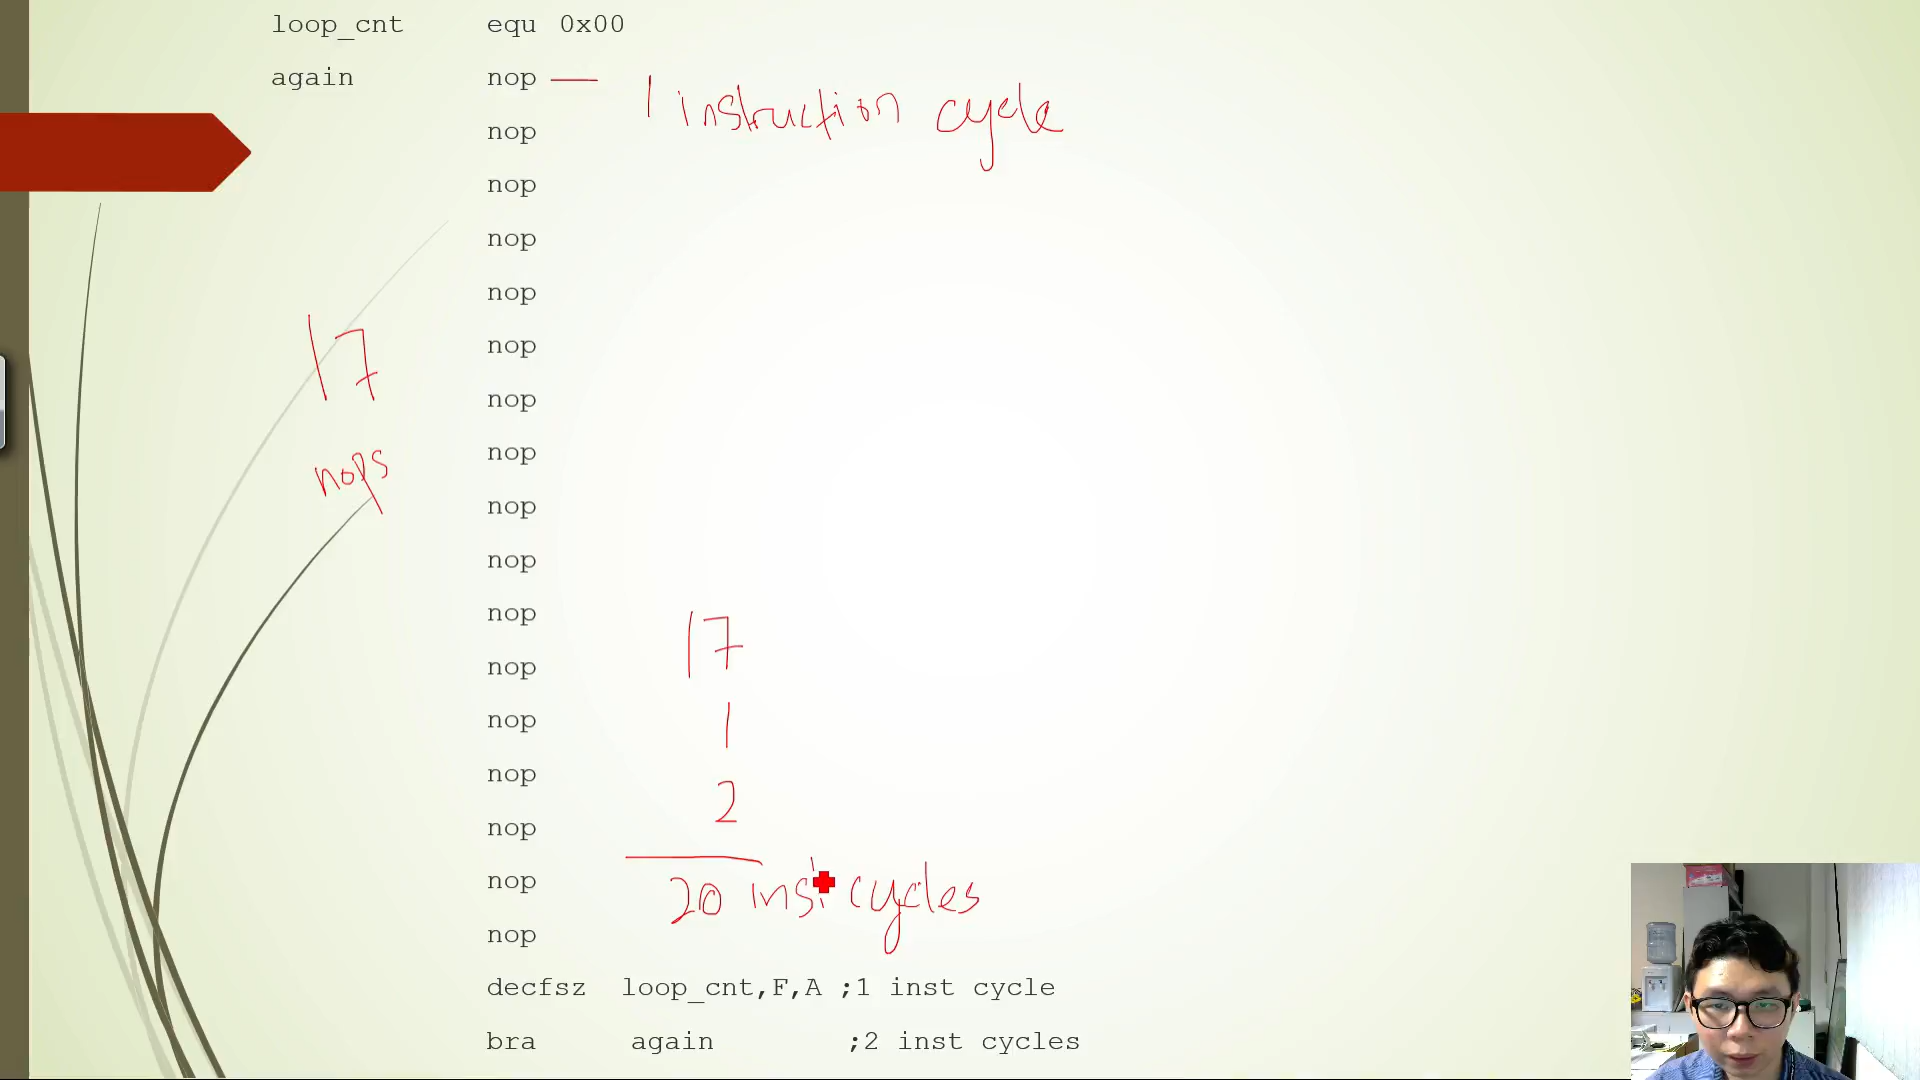 loop_cnt equ 0x00
again nop
1 instruction cycle
nop
nop
nop
nop
nop
17
nop
nop
nops
nop
nop
nop
nop
17
nop
nop
1
nop
2
nop
nop
20 inst cycles
nop
decfsz loop_cnt,F,A ;1 inst cycle
bra again ;2 inst cycles